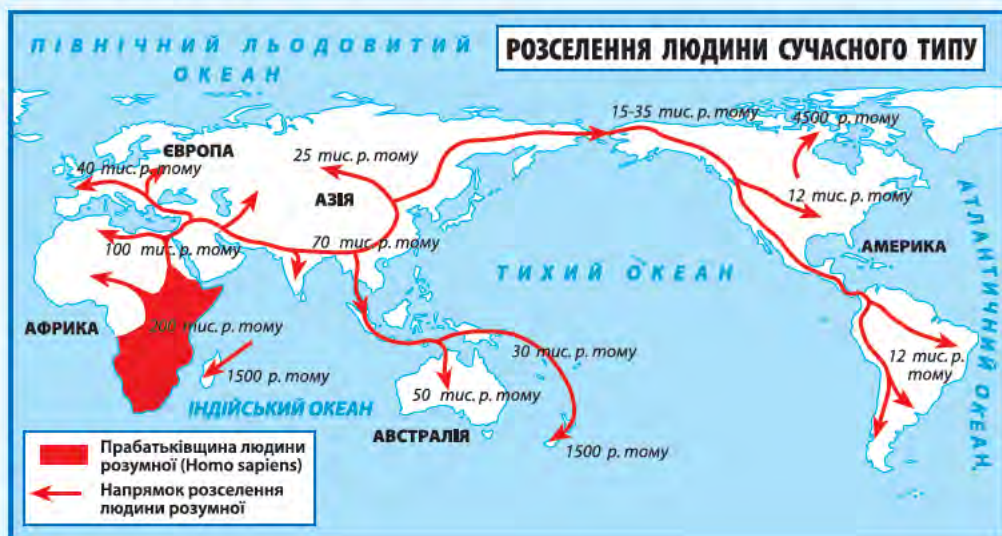 ПІВНІЧНИЙ ЛЬОДОВИТИЙ
ОКЕАН
РОЗСЕЛЕННЯ ЛЮДИНИ СУЧАСНОГО ТИПУ
15-35 тис. р. тому
4500 р. тому
ЄВРОПА
40 тис. р. тому
25 тис. р. тому
АЗІЯ
12 тис. р. тому
100 тис. р. тому
70 тис. р. тому
АМЕРИКА
ТИХИЙ ОКЕАН
АТЛАНТИЧНИЙ ОКЕАН
АФРИКА
200 тис. р. тому
30 тис. р. тому
12 тис. р.
тому
1500 р. тому
50 тис. р. тому
ІНДІЙСЬКИЙ ОКЕАН
АВСТРАЛІЯ
1500 р. тому
Прабатьківщина людини
розумної (Homo sapiens)
Напрямок розселення
людини розумної